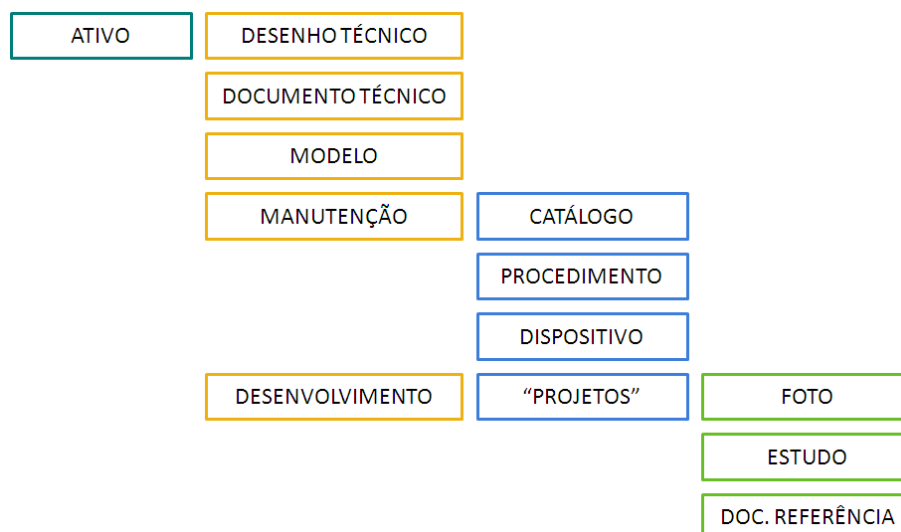 ATIVO
DESENHO TÉCNICO
DOCUMENTO TÉCNICO
MODELO
MANUTENÇÃO
CATÁLOGO
PROCEDIMENTO
DISPOSITIVO
DESENVOLVIMENTO
“PROJETOS”
FOTO
ESTUDO
DOC. REFERÊNCIA